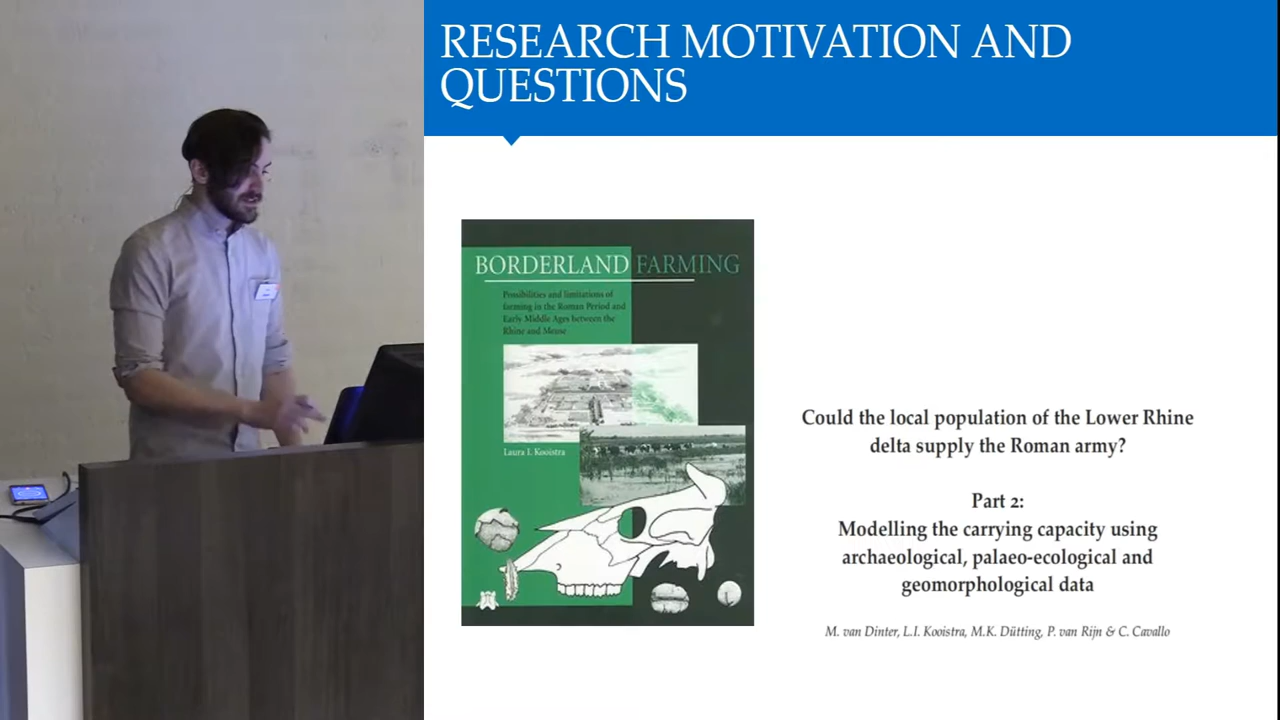 RESEARCH MOTIVATION AND
QUESTIONS
BORDERLAND FARMING
Possibilities and limitations of
farming in the Roman Period and
Early Middle Ages between the
Rhine and Meuse
Laura I. Kooistra
Could the local population of the Lower Rhine
delta supply the Roman army?
Part 2:
Modelling the carrying capacity using
archaeological, palaeo-ecological and
geomorphological data
M. van Dinter, L.I. Kooistra, M.K. Dütting, P. van Rijn & C. Cavallo